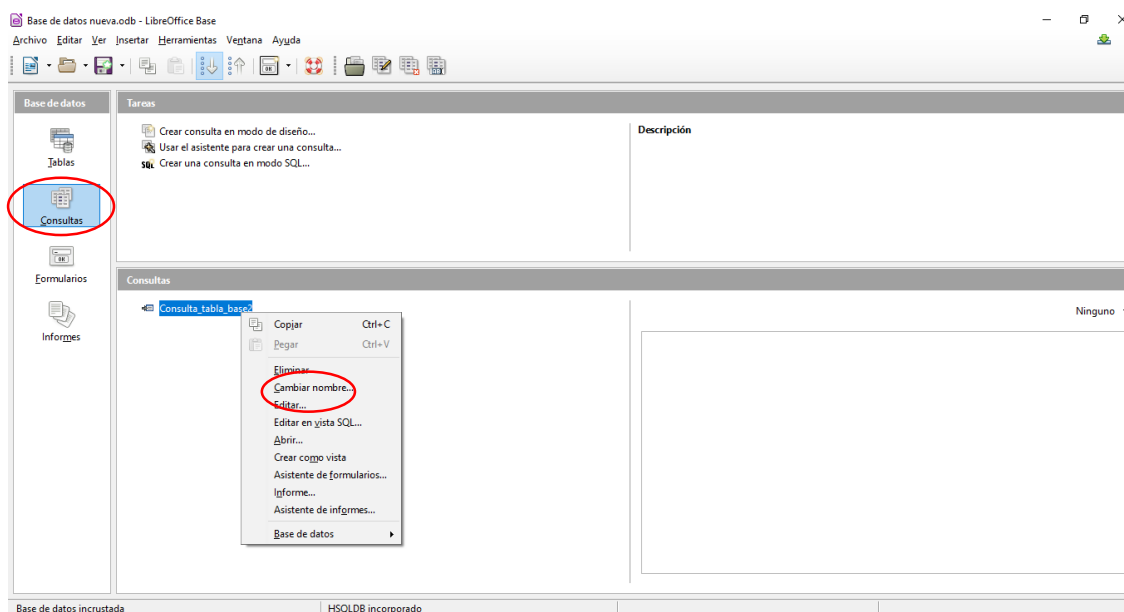 Base de datos nueva.odb - LibreOffice Base
Archivo Editar Ver Insertar Herramientas Ventana Ayuda
Base de datos
Tareas
Tablas
Consultas
Formularios
Informes
Crear consulta en modo de diseño...
Usar el asistente para crear una consulta...
SQL Crear una consulta en modo SQL...
Descripción
Consultas
Consulta_tabla_base2
Ninguno
Copiar Ctrl+C
Pegar Ctrl+V
Eliminar
Cambiar nombre...
Editar...
Editar en vista SQL...
Abrir...
Crear como vista
Asistente de formularios...
Informe...
Asistente de informes...
Base de datos
Base de datos incrustada
HSQLDB incorporado